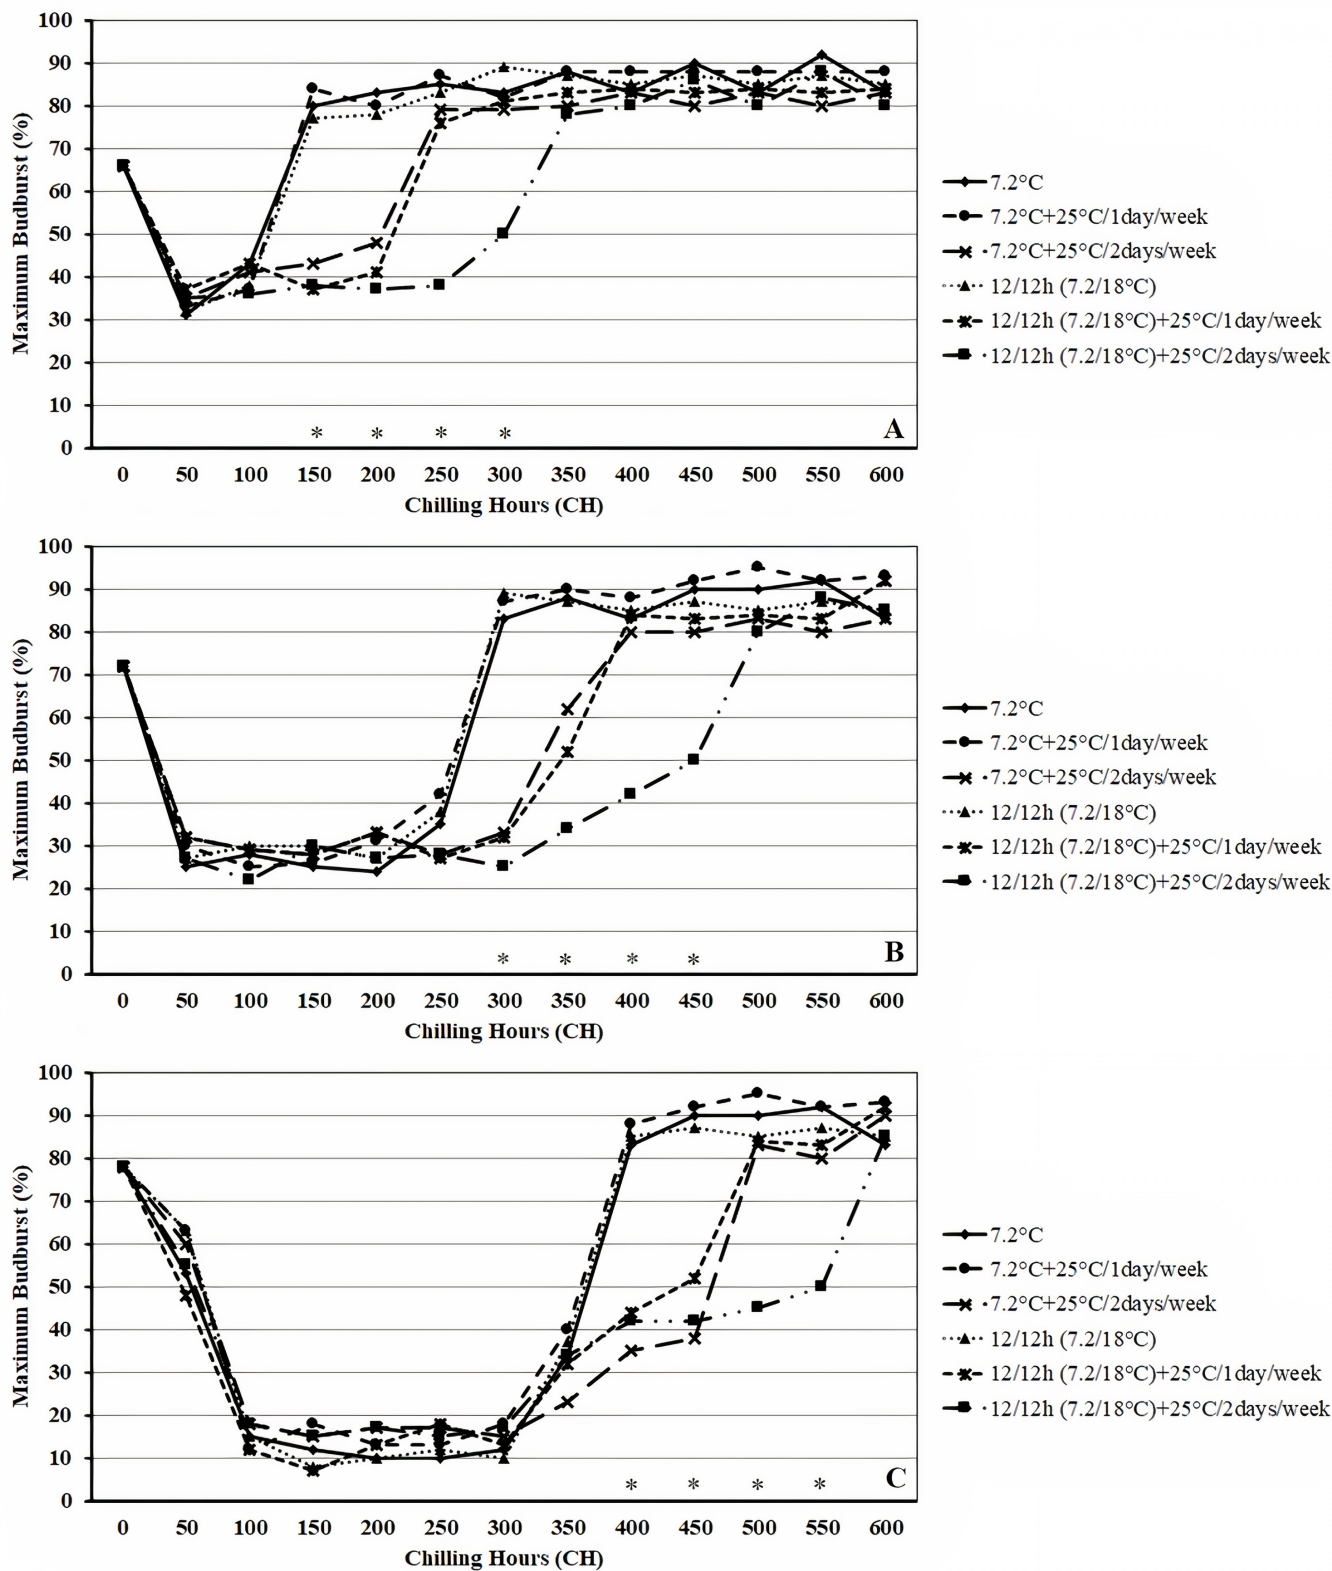 100
90
80
70
60
50
40
30
20
10
0
Maximum Budburst (%)
* * * *
A
0 50 100 150 200 250 300 350 400 450 500 550 600
Chilling Hours (CH)
7.2°C
7.2°C+25°C/1day/week
7.2°C+25°C/2days/week
12/12h (7.2/18°C)
12/12h (7.2/18°C)+25°C/1day/week
12/12h (7.2/18°C)+25°C/2days/week
100
90
80
70
60
50
40
30
20
10
0
Maximum Budburst (%)
* * * *
B
0 50 100 150 200 250 300 350 400 450 500 550 600
Chilling Hours (CH)
7.2°C
7.2°C+25°C/1day/week
7.2°C+25°C/2days/week
12/12h (7.2/18°C)
12/12h (7.2/18°C)+25°C/1day/week
12/12h (7.2/18°C)+25°C/2days/week
100
90
80
70
60
50
40
30
20
10
0
Maximum Budburst (%)
* * * *
C
0 50 100 150 200 250 300 350 400 450 500 550 600
Chilling Hours (CH)
7.2°C
7.2°C+25°C/1day/week
7.2°C+25°C/2days/week
12/12h (7.2/18°C)
12/12h (7.2/18°C)+25°C/1day/week
12/12h (7.2/18°C)+25°C/2days/week